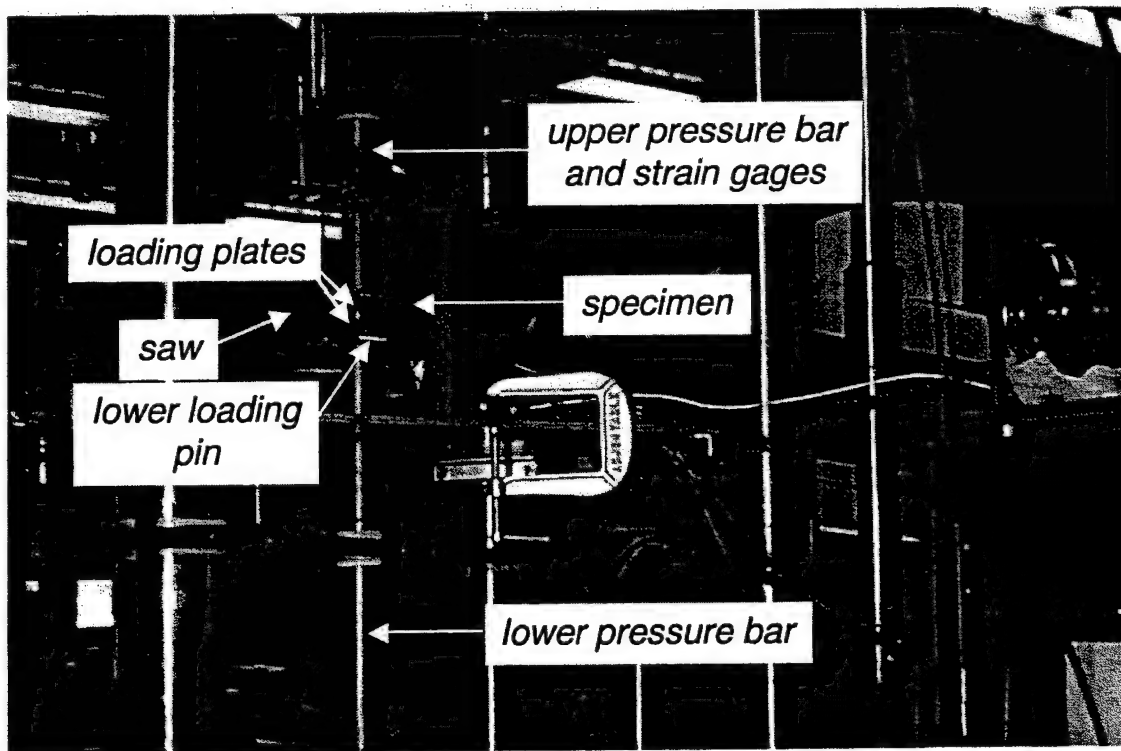 upper pressure bar
and strain gages
loading plates
specimen
saw
lower loading
pin
lower pressure bar